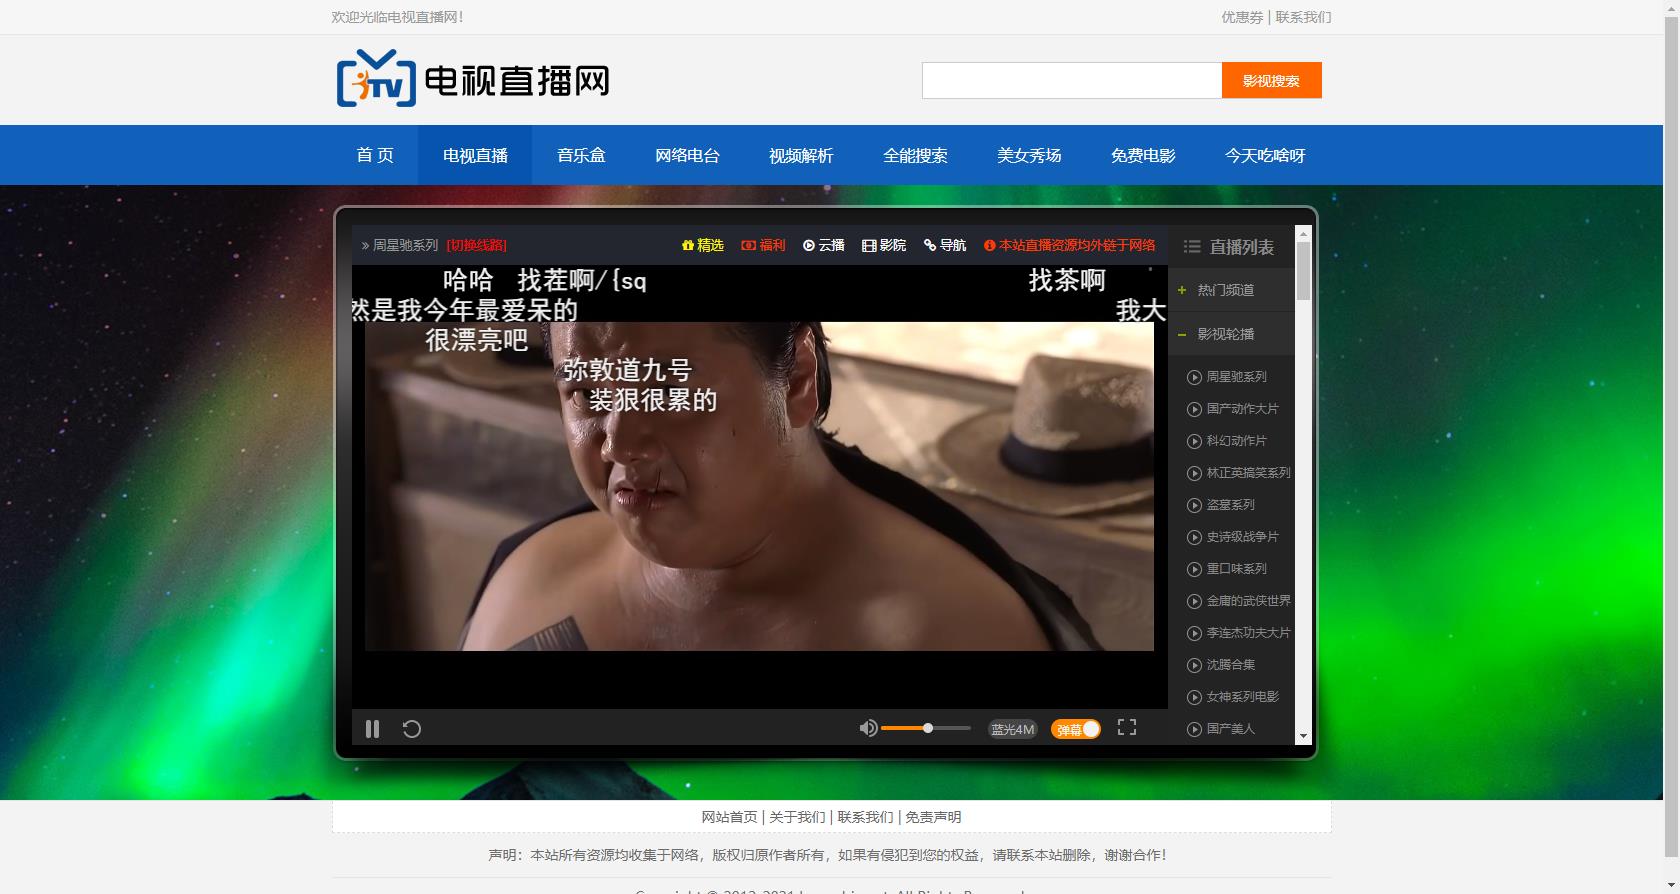 欢迎光临电视直播网!
优惠券 | 联系我们
TV 电视直播网
影视搜索
首 页 电视直播 音乐盒 网络电台 视频解析 全能搜索 美女秀场 免费电影 今天吃啥呀
» 周星驰系列 [切换线路] 精选 福利 云播 影院 导航 本站直播资源均外链于网络
直播列表
哈哈 找茬啊/{sq 找茶啊
然是我今年最爱呆的 我大
很漂亮吧
弥敦道九号
装狠很累的
+ 热门频道
− 影视轮播
周星驰系列
国产动作大片
科幻动作片
林正英搞笑系列
盗墓系列
史诗级战争片
重口味系列
金庸的武侠世界
李连杰功夫大片
沈腾合集
女神系列电影
国产美人
蓝光4M 弹幕
网站首页 | 关于我们 | 联系我们 | 免责声明
声明：本站所有资源均收集于网络，版权归原作者所有，如果有侵犯到您的权益，请联系本站删除，谢谢合作！